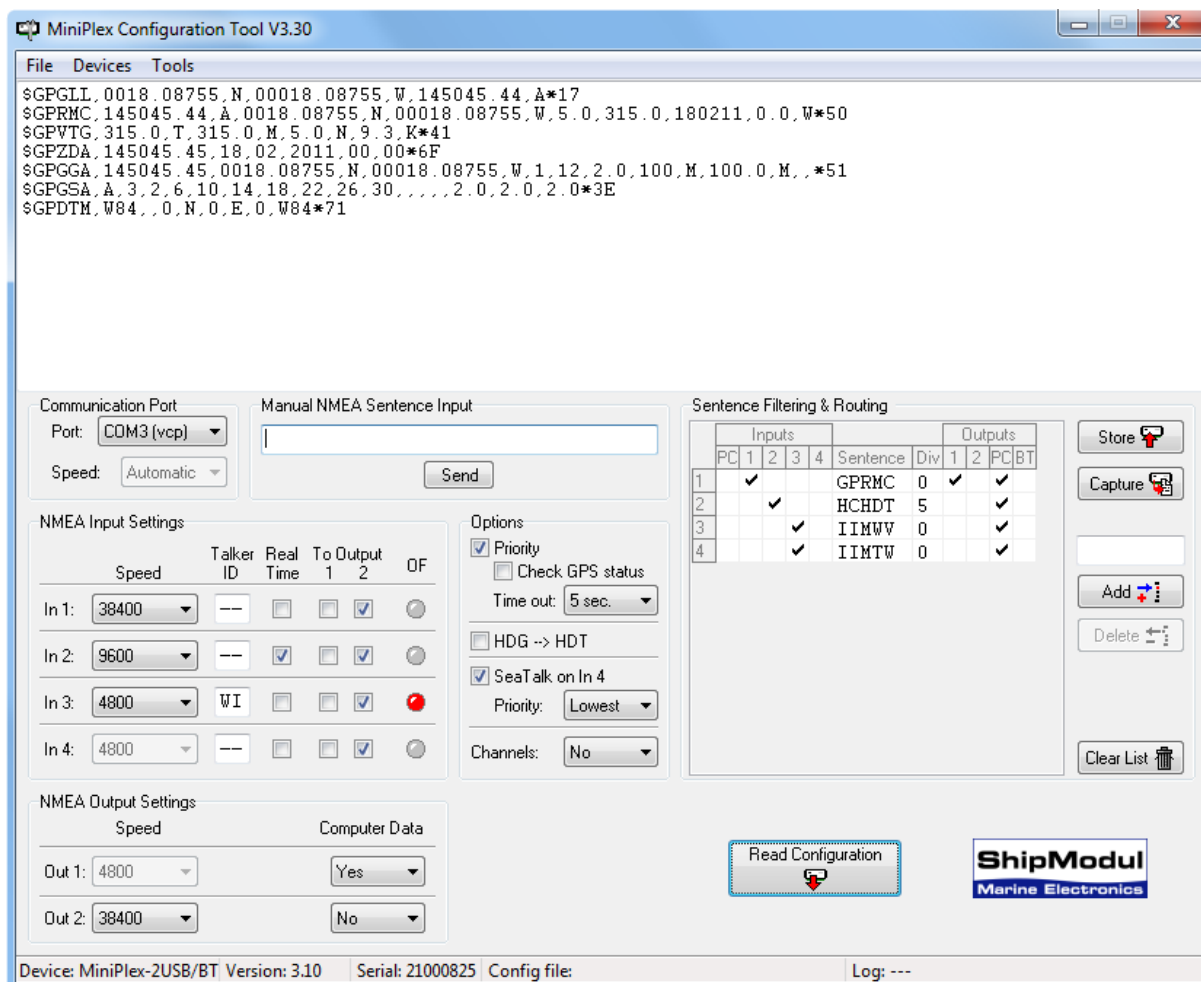 MiniPlex Configuration Tool V3.30
File Devices Tools
$GPGLL,0018.08755,N,00018.08755,W,145045.44,A*17
$GPRMC,145045.44,A,0018.08755,N,00018.08755,W,5.0,315.0,180211,0.0,W*50
$GPVTG,315.0,T,315.0,M,5.0,N,9.3,K*41
$GPZDA,145045.45,18,02,2011,00,00*6F
$GPGGA,145045.45,0018.08755,N,00018.08755,W,1,12,2.0,100,M,100.0,M,,*51
$GPGSA,A,3,2,6,10,14,18,22,26,30,,,,,2.0,2.0,2.0*3E
$GPDTM,W84,,0,N,0,E,0,W84*71
Communication Port
Port: COM3 (vcp)
Speed: Automatic
Manual NMEA Sentence Input
Send
NMEA Input Settings
Speed Talker ID Real Time To Output 1 2 OF
In 1: 38400 --
In 2: 9600 --
In 3: 4800 WI
In 4: 4800 --
Options
Priority
Check GPS status
Time out: 5 sec.
HDG --> HDT
SeaTalk on In 4
Priority: Lowest
Channels: No
Sentence Filtering & Routing
Inputs Outputs
PC 1 2 3 4 Sentence Div 1 2 PC BT
1 GPRMC 0
2 HCHDT 5
3 IIMWV 0
4 IIMTW 0
Store
Capture
Add
Delete
Clear List
NMEA Output Settings
Speed Computer Data
Out 1: 4800 Yes
Out 2: 38400 No
Read Configuration
ShipModul
Marine Electronics
Device: MiniPlex-2USB/BT Version: 3.10 Serial: 21000825 Config file: Log: ---